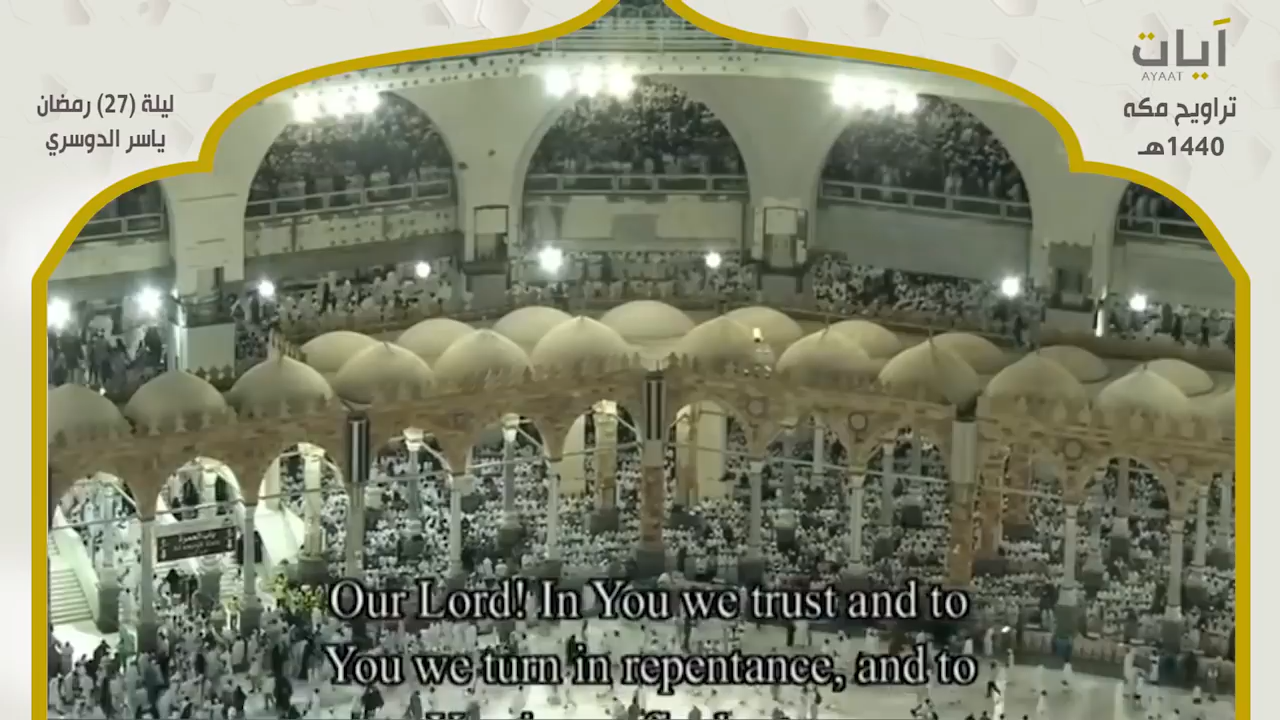 آيات
AYAAT
تراويح مكه
1440هـ
ليلة (27) رمضان
ياسر الدوسري
Our Lord! In You we trust and to
You we turn in repentance, and to